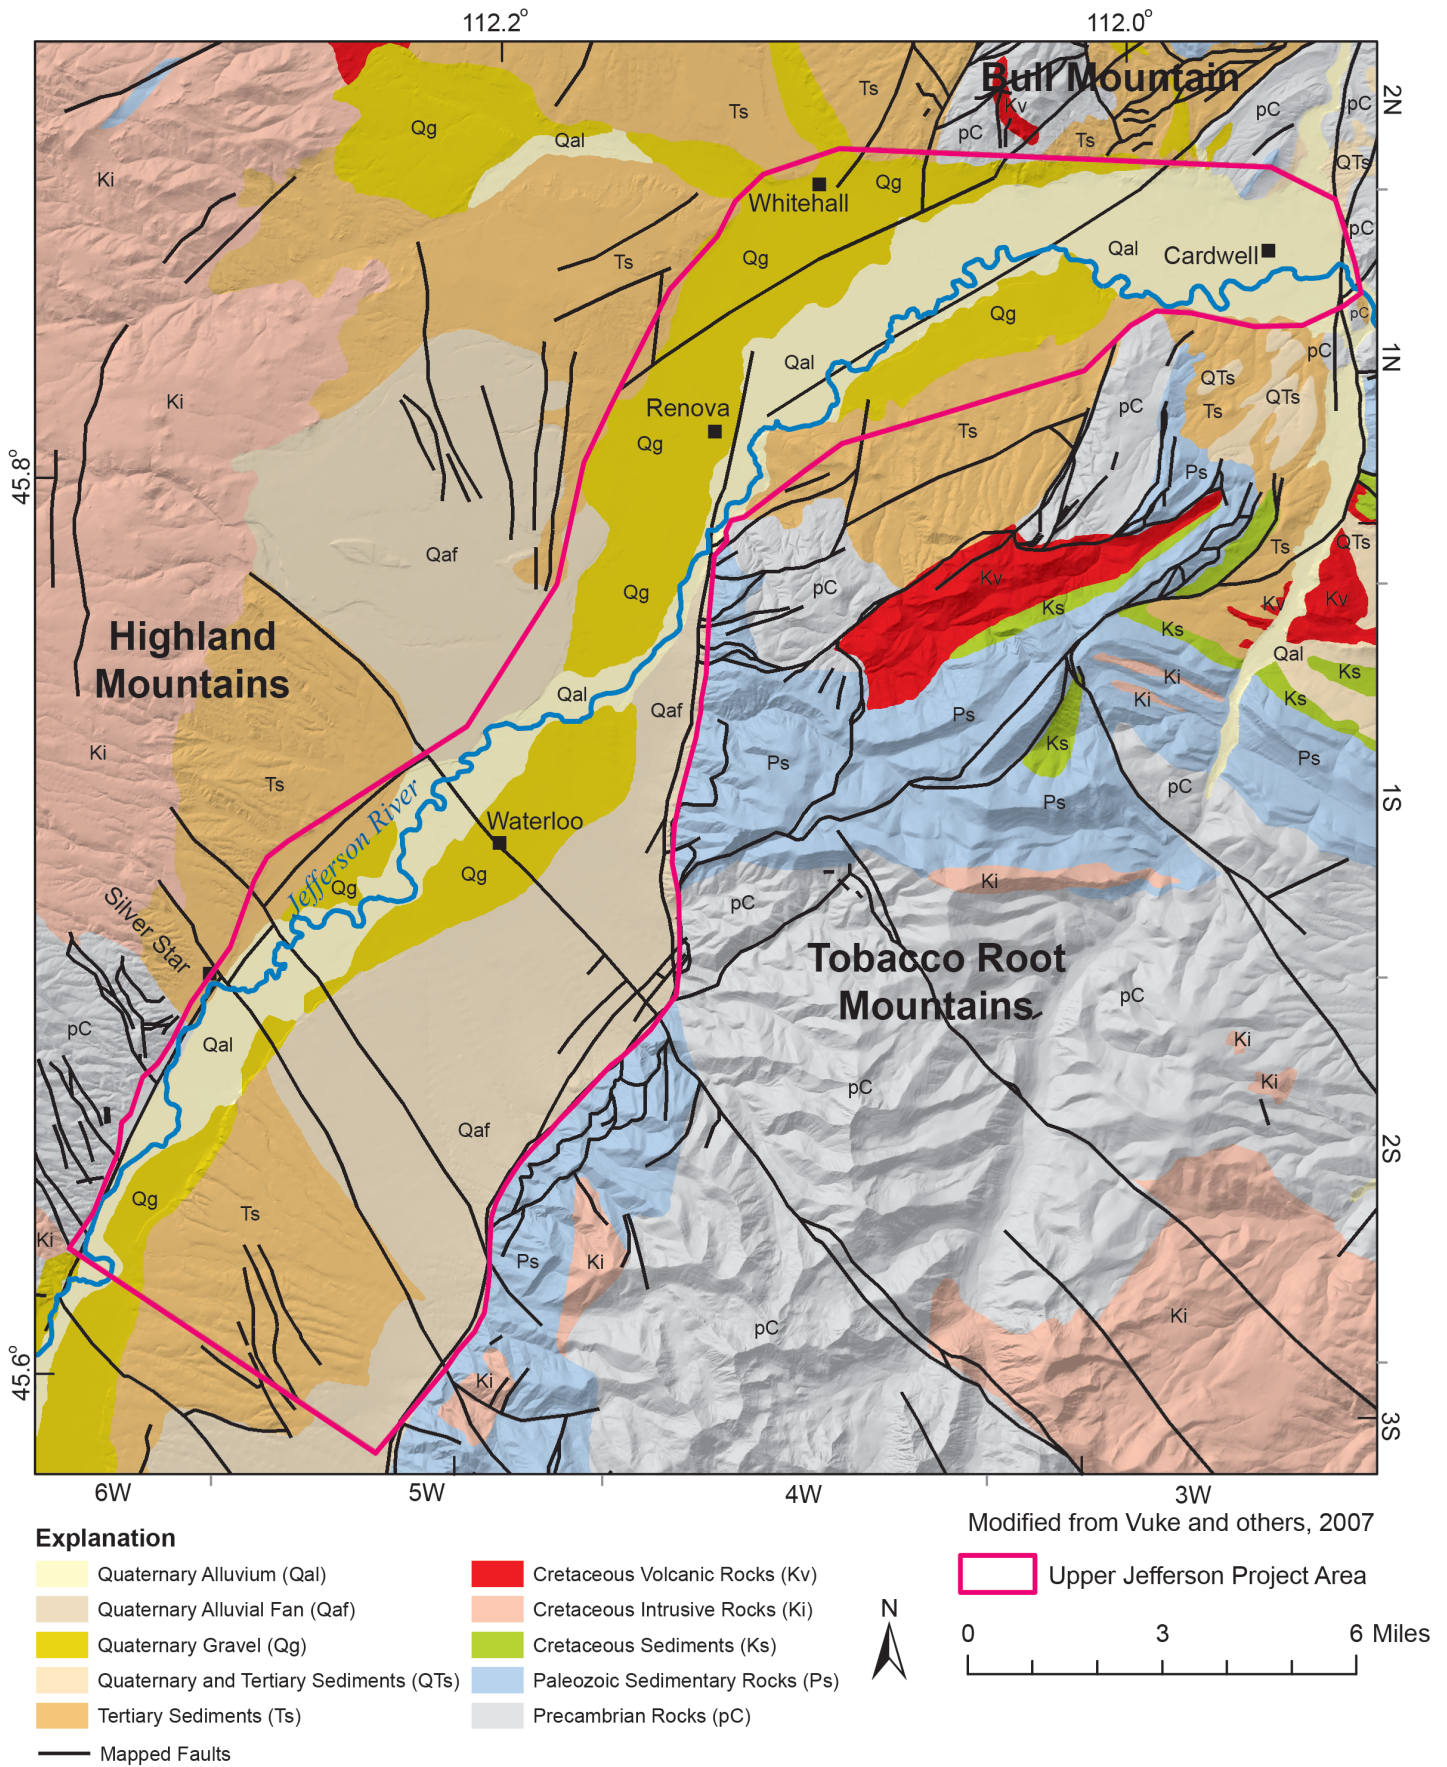 112.2°
112.0°
Bull Mountain
2N
Ts
Ts
Kv
pC
pC
pC
Qg
Qal
Ts
QTs
Ki
Qg
Whitehall
pC
Qg
Qal
Cardwell
Ts
Qg
pC
pC
1N
Qal
QTs
QTs
Ts
Ki
Renova
pC
Qg
Ts
45.8°
Ps
Qaf
Ts
QTs
Kv
pC
Qg
Kv
Kv
Ks
Ks
Highland
Mountains
Qal
Ks
Ki
Ki
Ks
Qal
Qaf
Ps
Ks
Ki
Ps
Ps
Ts
pC
Ps
1S
Jefferson River
Waterloo
Qg
Qg
Ki
pC
Silver Star
Tobacco Root
Mountains
pC
pC
Qal
Ki
Ki
pC
Qaf
2S
Qg
Ts
Ki
Ps
Ki
Ki
pC
45.6°
Ki
3S
6W
5W
4W
3W
Modified from Vuke and others, 2007
Explanation
Quaternary Alluvium (Qal)
Quaternary Alluvial Fan (Qaf)
Quaternary Gravel (Qg)
Quaternary and Tertiary Sediments (QTs)
Tertiary Sediments (Ts)
Mapped Faults
Cretaceous Volcanic Rocks (Kv)
Cretaceous Intrusive Rocks (Ki)
Cretaceous Sediments (Ks)
Paleozoic Sedimentary Rocks (Ps)
Precambrian Rocks (pC)
N
Upper Jefferson Project Area
0 3 6 Miles